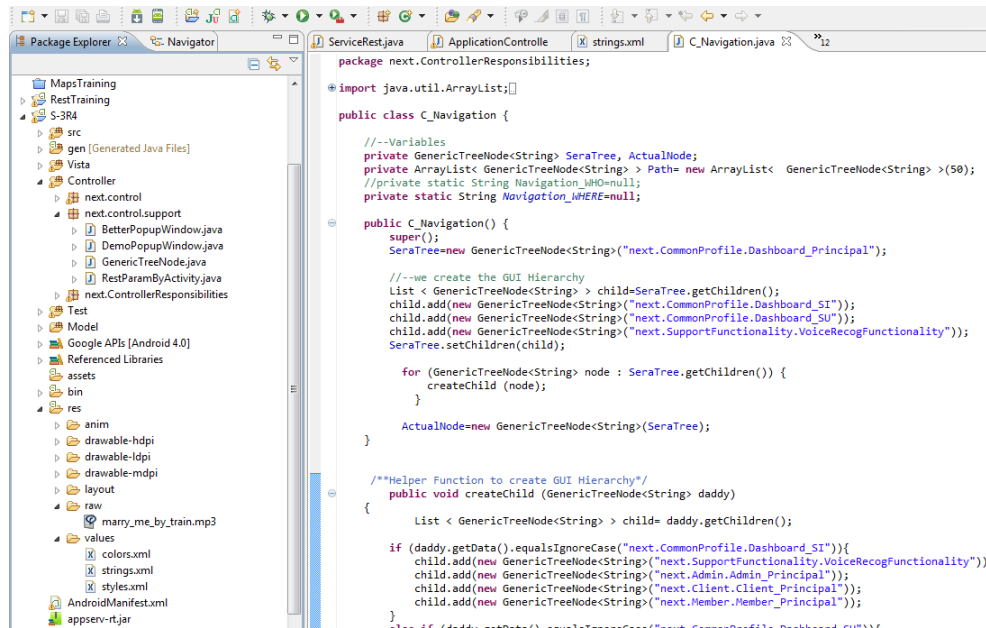 Package Explorer
Navigator
MapsTraining
RestTraining
S-3R4
src
gen [Generated Java Files]
Vista
Controller
next.control
next.control.support
BetterPopupWindow.java
DemoPopupWindow.java
GenericTreeNode.java
RestParamByActivity.java
next.ControllerResponsibilities
Test
Model
Google APIs [Android 4.0]
Referenced Libraries
assets
bin
res
anim
drawable-hdpi
drawable-ldpi
drawable-mdpi
layout
raw
marry_me_by_train.mp3
values
colors.xml
strings.xml
styles.xml
AndroidManifest.xml
appserv-rt.jar
ServiceRest.java
ApplicationControlle
strings.xml
C_Navigation.java
»12
package next.ControllerResponsibilities;
import java.util.ArrayList;
public class C_Navigation {
//--Variables
private GenericTreeNode<String> SeraTree, ActualNode;
private ArrayList< GenericTreeNode<String> > Path= new ArrayList<  GenericTreeNode<String> >(50);
//private static String Navigation_WHO=null;
private static String Navigation_WHERE=null;
public C_Navigation() {
super();
SeraTree=new GenericTreeNode<String>("next.CommonProfile.Dashboard_Principal");
//--we create the GUI Hierarchy
List < GenericTreeNode<String> > child=SeraTree.getChildren();
child.add(new GenericTreeNode<String>("next.CommonProfile.Dashboard_SI"));
child.add(new GenericTreeNode<String>("next.CommonProfile.Dashboard_SU"));
child.add(new GenericTreeNode<String>("next.SupportFunctionality.VoiceRecogFunctionality"));
SeraTree.setChildren(child);
for (GenericTreeNode<String> node : SeraTree.getChildren()) {
createChild (node);
}
ActualNode=new GenericTreeNode<String>(SeraTree);
}
/**Helper Function to create GUI Hierarchy*/
public void createChild (GenericTreeNode<String> daddy)
{
List < GenericTreeNode<String> > child= daddy.getChildren();
if (daddy.getData().equalsIgnoreCase("next.CommonProfile.Dashboard_SI")){
child.add(new GenericTreeNode<String>("next.SupportFunctionality.VoiceRecogFunctionality"))
child.add(new GenericTreeNode<String>("next.Admin.Admin_Principal"));
child.add(new GenericTreeNode<String>("next.Client.Client_Principal"));
child.add(new GenericTreeNode<String>("next.Member.Member_Principal"));
}
else if (daddy.getData().equalsIgnoreCase("next.CommonProfile.Dashboard_SU")){